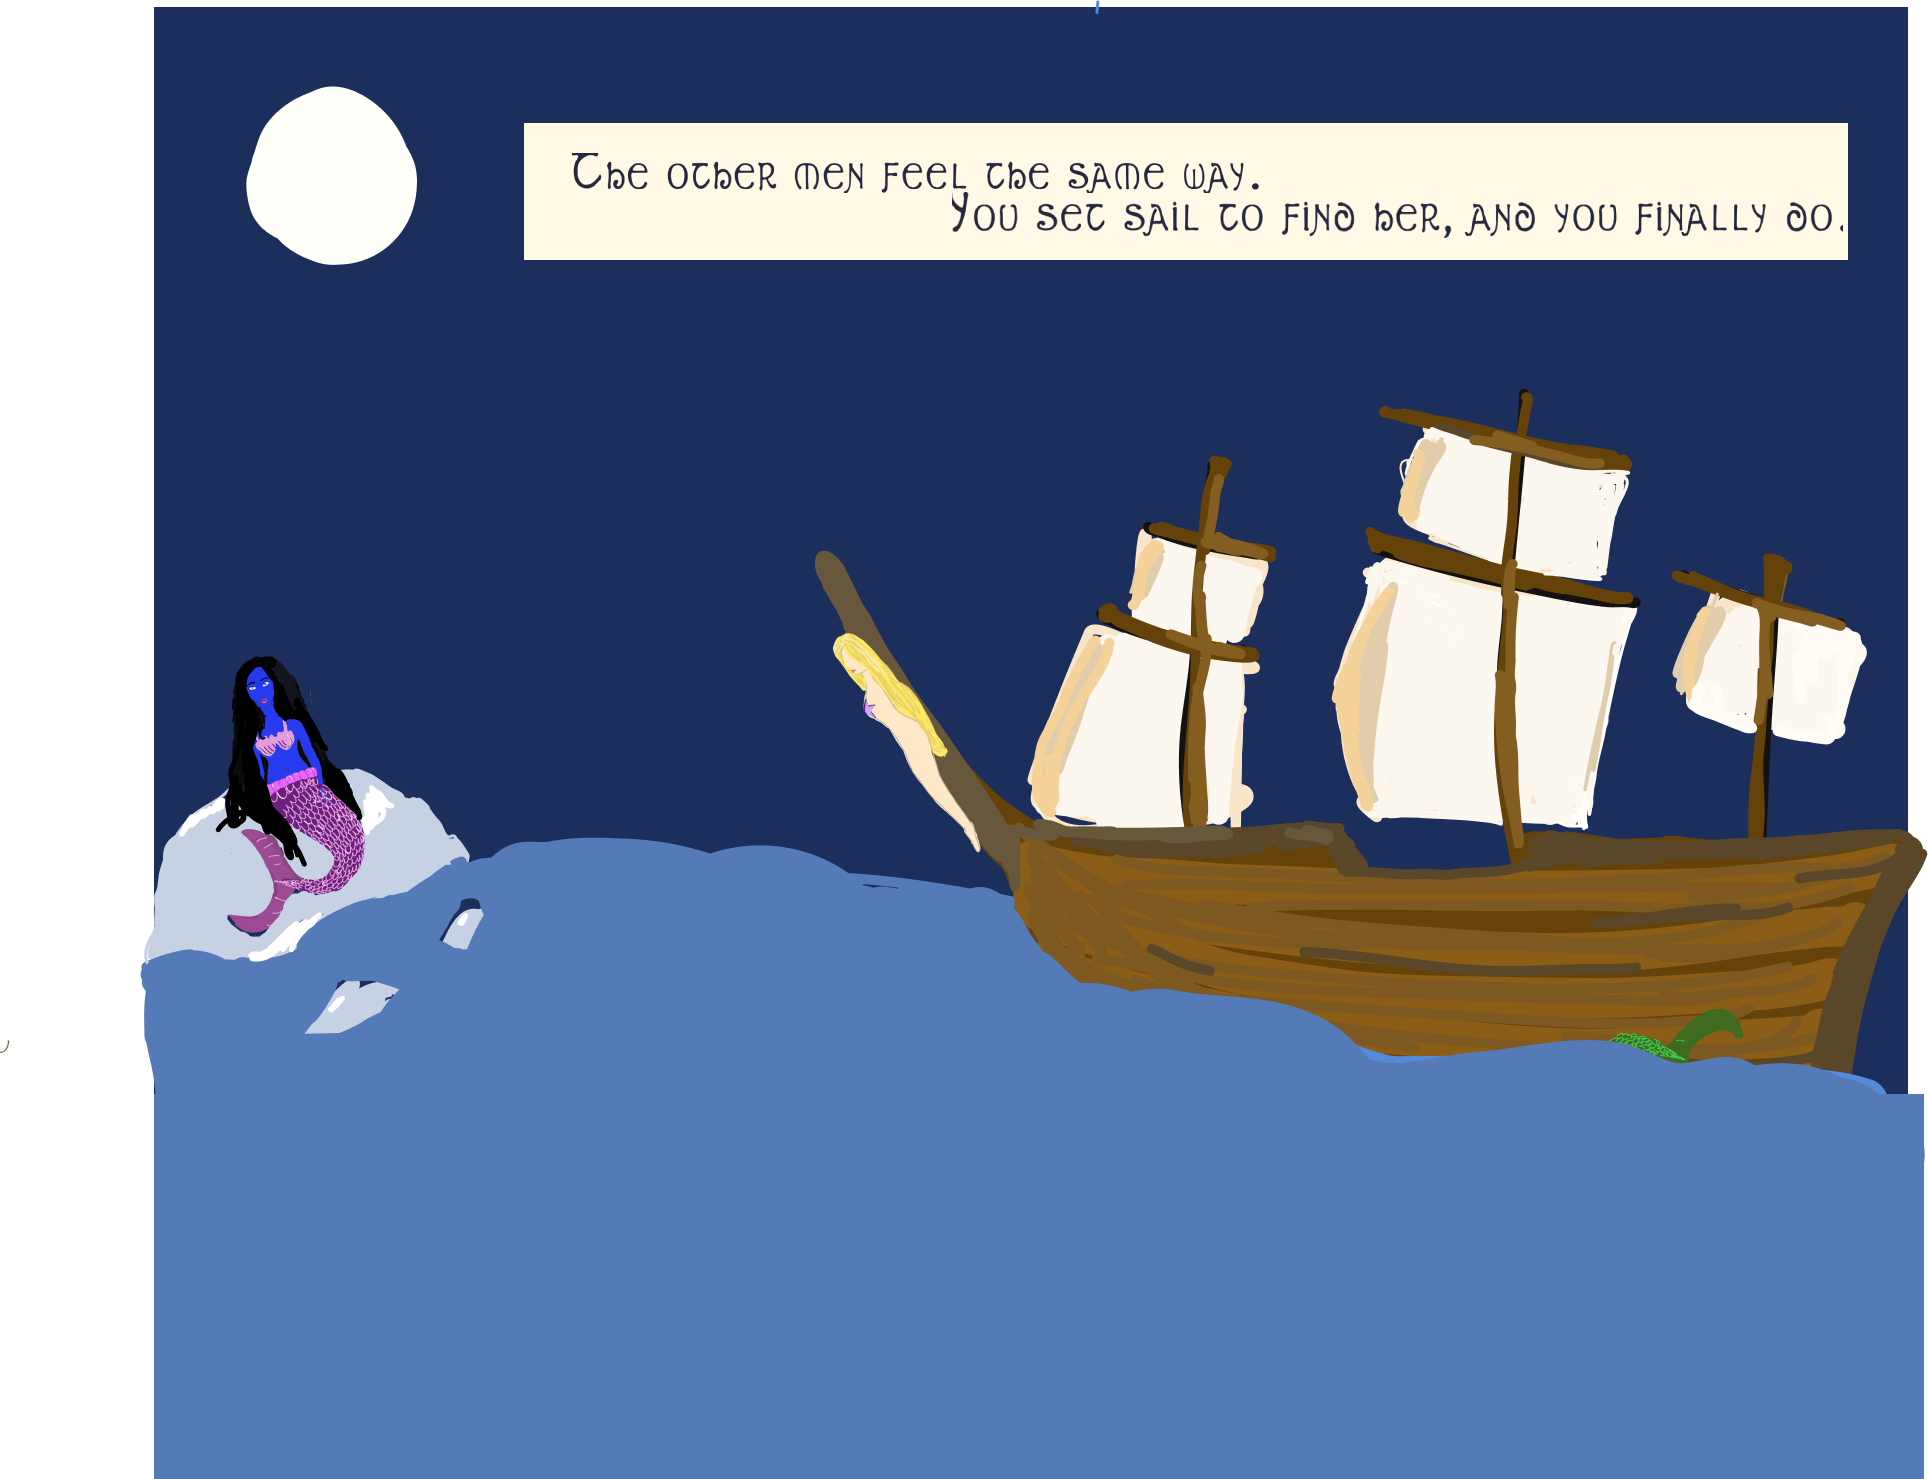 The other men feel the same way.
You set sail to find her, and you finally do.